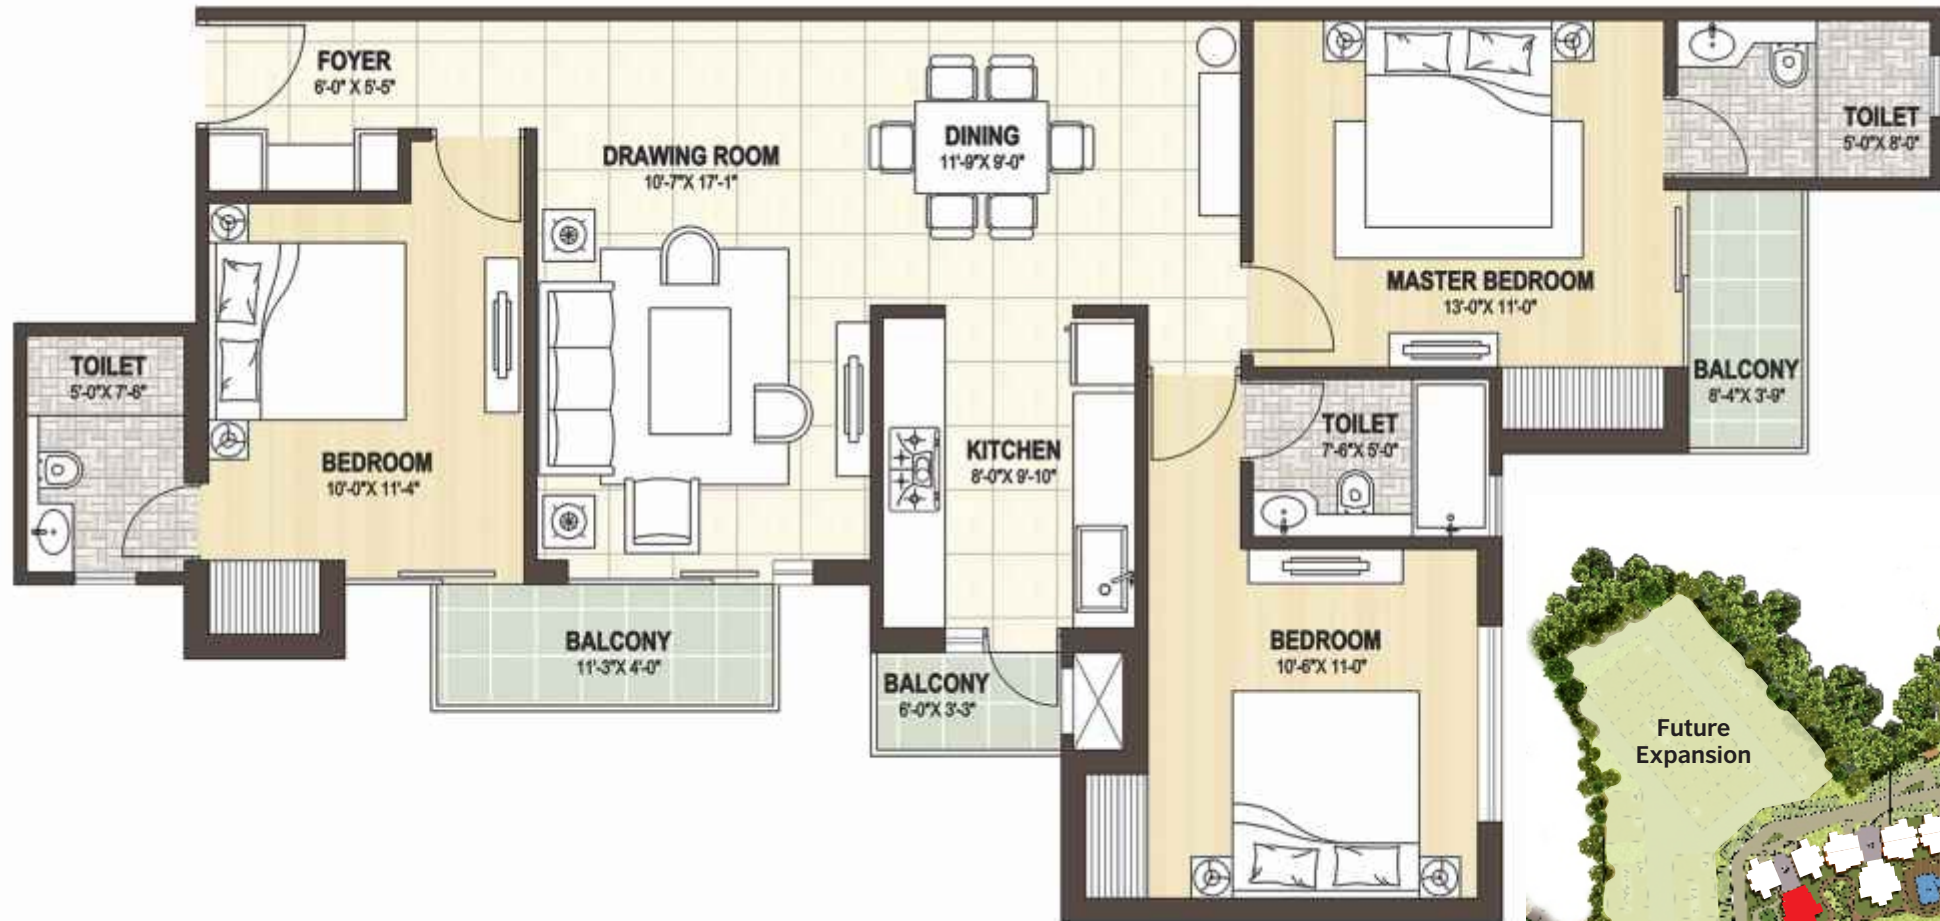 FOYER
6'-0" X 5'-5"
DRAWING ROOM
10'-7"X 17'-1"
DINING
11'-9"X 9'-0"
TOILET
5'-0"X 8'-0"
MASTER BEDROOM
13'-0"X 11'-0"
BALCONY
8'-4"X 3'-9"
TOILET
5'-0"X 7'-6"
BEDROOM
10'-0"X 11'-4"
KITCHEN
8'-0"X 9'-10"
TOILET
7'-6"X 5'-0"
BALCONY
11'-3"X 4'-0"
BALCONY
6'-0"X 3'-3"
BEDROOM
10'-6"X 11-0"
Future
Expansion